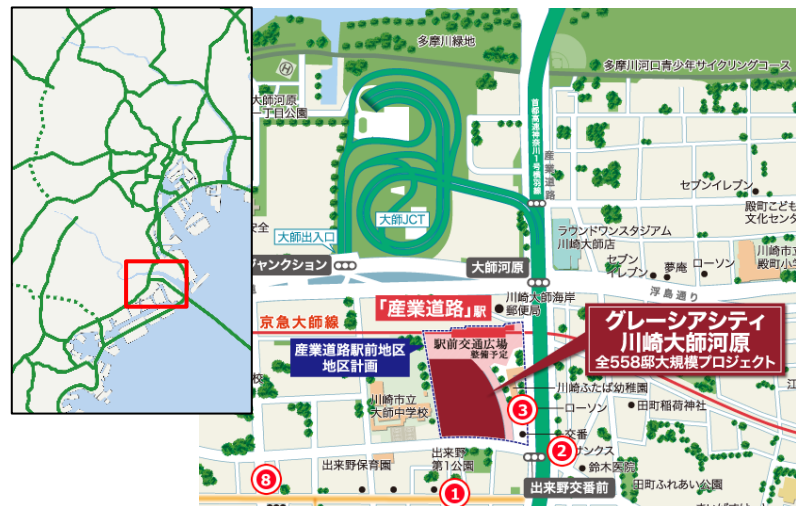 多摩川緑地
多摩川河口青少年サイクリングコース
大師河原
一丁目公園
首都高速神奈川1号横羽線
産業道路
セブンイレブン
殿町こども
文化センタ
ラウンドワンスタジアム
川崎大師店
セブン
イレブン
夢庵
ローソン
川崎市立
殿町小学
安全
大師JCT
大師出入口
ジャンクション
大師河原
浮島通り
川崎大師海岸
郵便局
「産業道路」駅
京急大師線
駅前交通広場
整備予定
産業道路駅前地区
地区計画
グレーシアシティ
川崎大師河原
全558邸大規模プロジェクト
校
川崎市立
大師中学校
川崎ふたば幼稚園
江
3
ローソン
田町稲荷神社
交番
2
サンクス
鈴木医院
出来野保育園
出来野
第1公園
8
1
出来野交番前
田町ふれあい公園